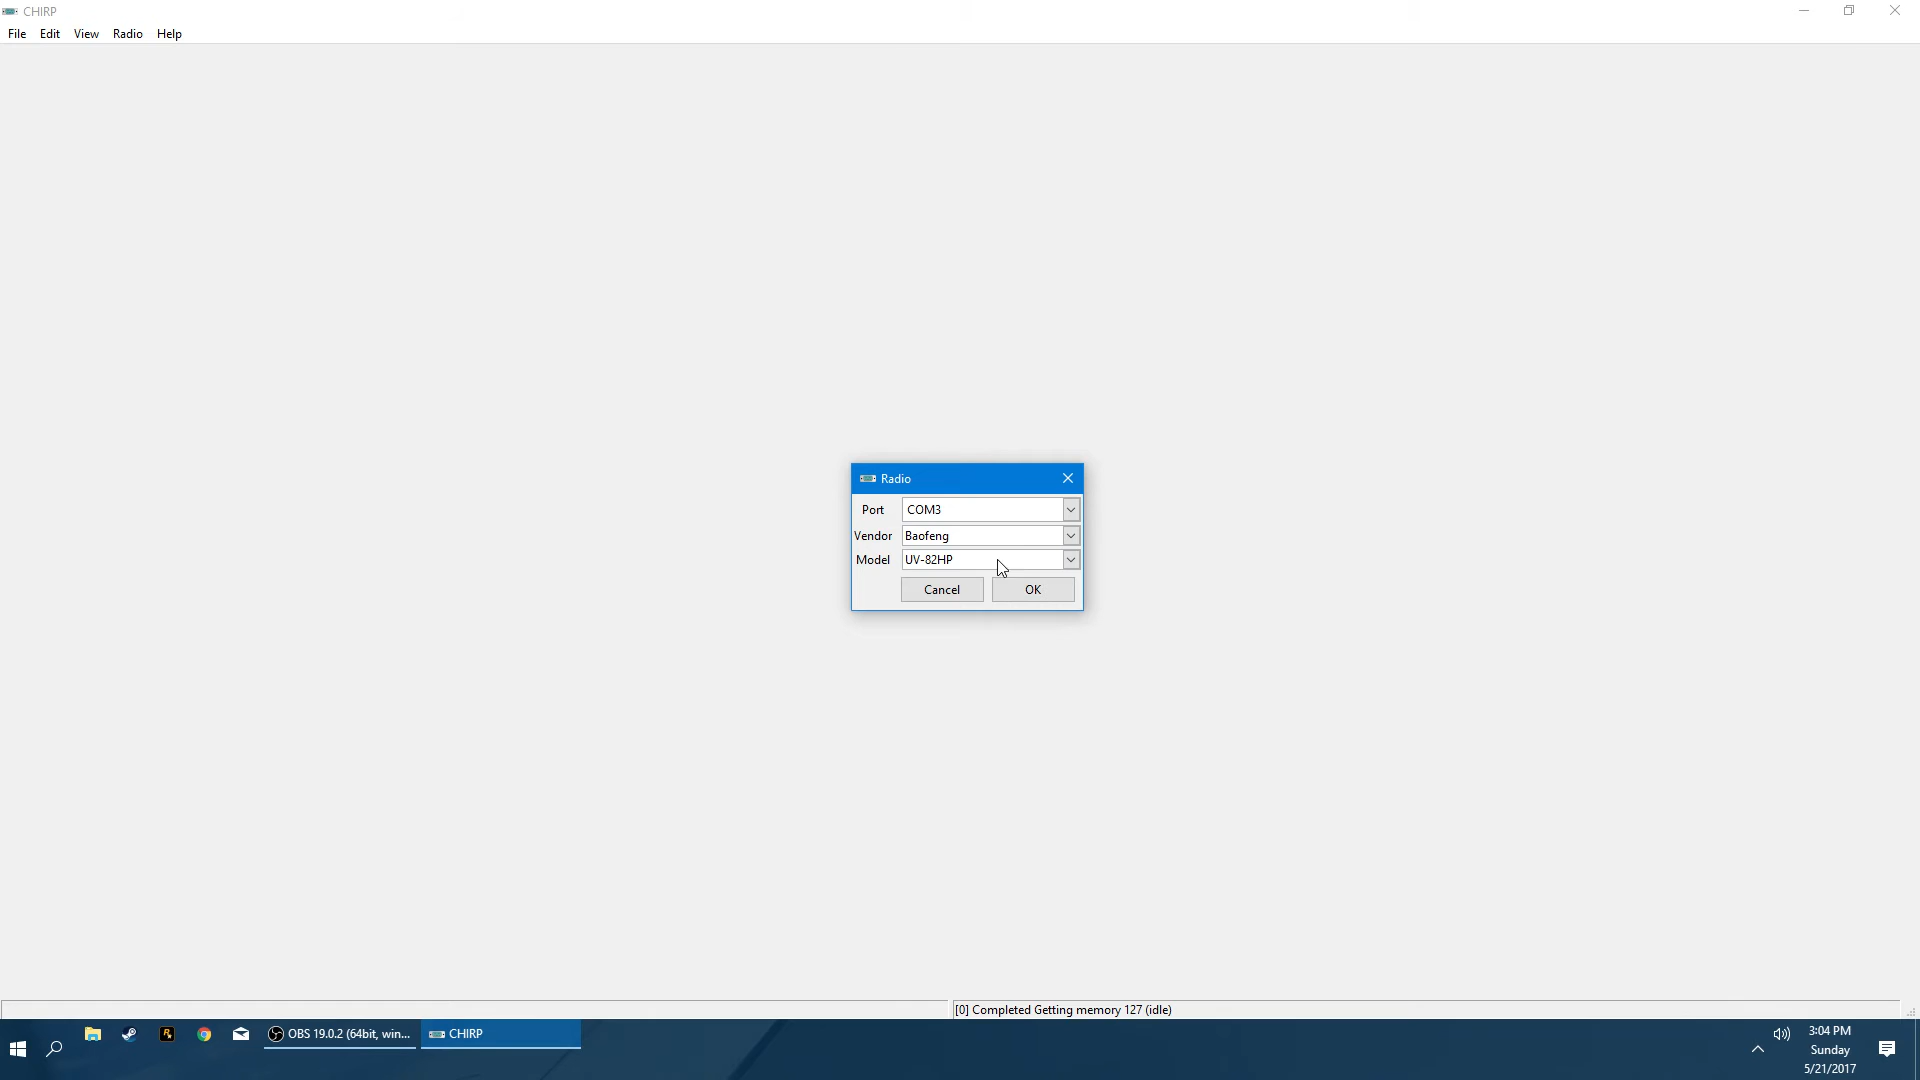 CHIRP
File Edit View Radio Help
Radio
Port COM3
Vendor Baofeng
Model UV-82HP
Cancel OK
[0] Completed Getting memory 127 (idle)
OBS 19.0.2 (64bit, win... CHIRP
3:04 PM
Sunday
5/21/2017